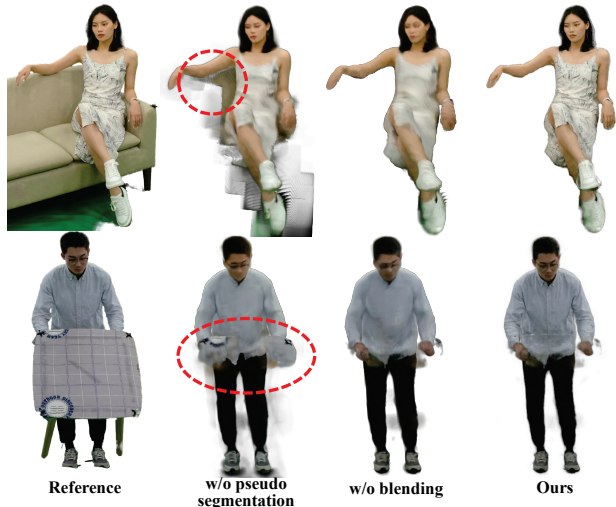 Reference
w/o pseudo
segmentation
w/o blending
Ours